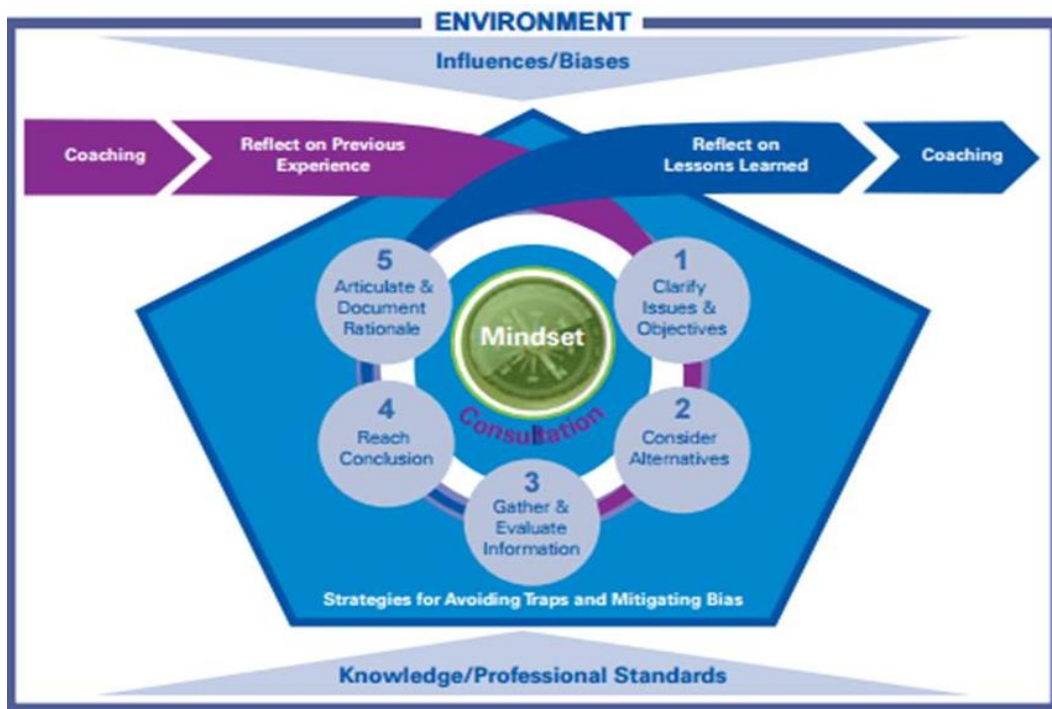 ENVIRONMENT
Influences/Biases
Coaching
Reflect on Previous
Experience
Reflect on
Lessons Learned
Coaching
5
Articulate &
Document
Rationale
1
Clarify
Issues &
Objectives
Mindset
Consultation
4
Reach
Conclusion
2
Consider
Alternatives
3
Gather &
Evaluate
Information
Strategies for Avoiding Traps and Mitigating Bias
Knowledge/Professional Standards